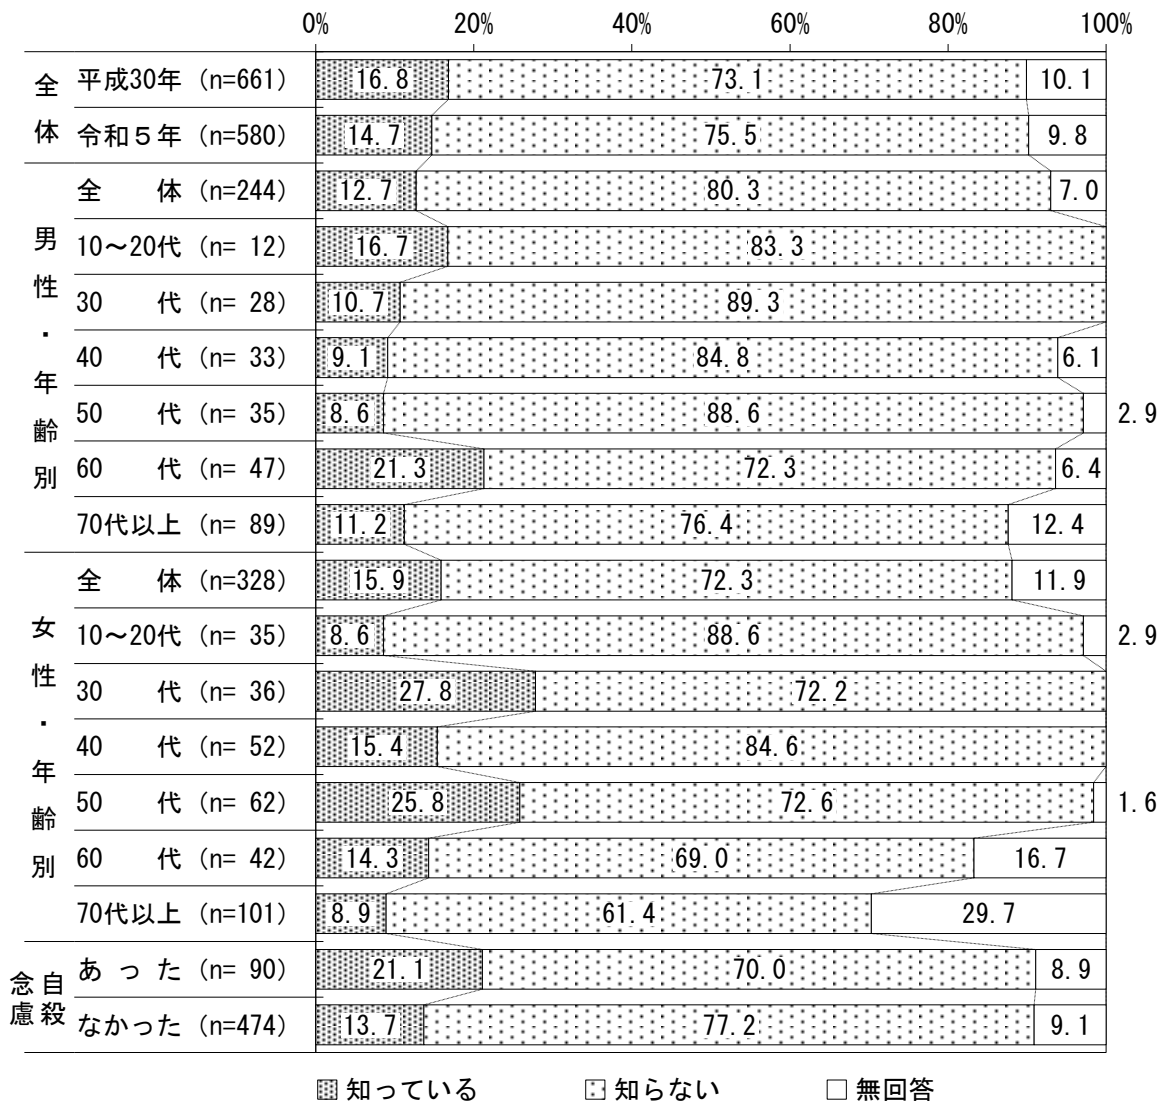 0% 20% 40% 60% 80% 100%
全体
平成30年 (n=661) 16.8 73.1 10.1
令和５年 (n=580) 14.7 75.5 9.8
男性・年齢別
全　　体 (n=244) 12.7 80.3 7.0
10～20代 (n= 12) 16.7 83.3
30　　代 (n= 28) 10.7 89.3
40　　代 (n= 33) 9.1 84.8 6.1
50　　代 (n= 35) 8.6 88.6 2.9
60　　代 (n= 47) 21.3 72.3 6.4
70代以上 (n= 89) 11.2 76.4 12.4
女性・年齢別
全　　体 (n=328) 15.9 72.3 11.9
10～20代 (n= 35) 8.6 88.6 2.9
30　　代 (n= 36) 27.8 72.2
40　　代 (n= 52) 15.4 84.6
50　　代 (n= 62) 25.8 72.6 1.6
60　　代 (n= 42) 14.3 69.0 16.7
70代以上 (n=101) 8.9 61.4 29.7
自殺念慮
あ っ た (n= 90) 21.1 70.0 8.9
なかった (n=474) 13.7 77.2 9.1
知っている 知らない 無回答